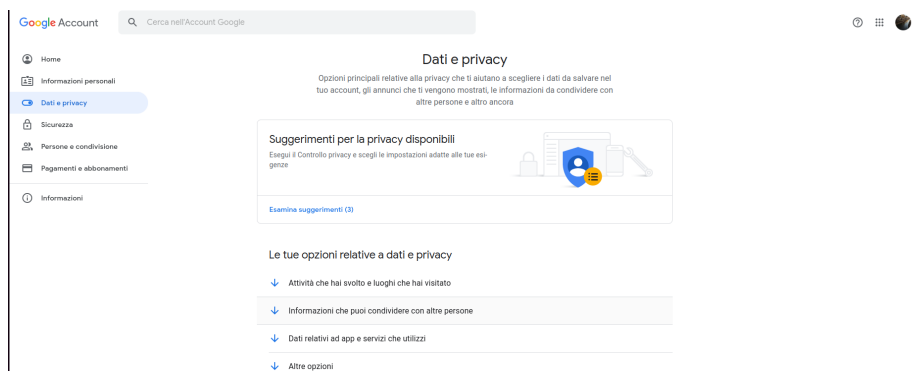 Google Account
Cerca nell'Account Google
Home
Informazioni personali
Dati e privacy
Sicurezza
Persone e condivisione
Pagamenti e abbonamenti
Informazioni
Dati e privacy
Opzioni principali relative alla privacy che ti aiutano a scegliere i dati da salvare nel
tuo account, gli annunci che ti vengono mostrati, le informazioni da condividere con
altre persone e altro ancora
Suggerimenti per la privacy disponibili
Esegui il Controllo privacy e scegli le impostazioni adatte alle tue esi-
genze
Esamina suggerimenti (3)
Le tue opzioni relative a dati e privacy
Attività che hai svolto e luoghi che hai visitato
Informazioni che puoi condividere con altre persone
Dati relativi ad app e servizi che utilizzi
Altre opzioni